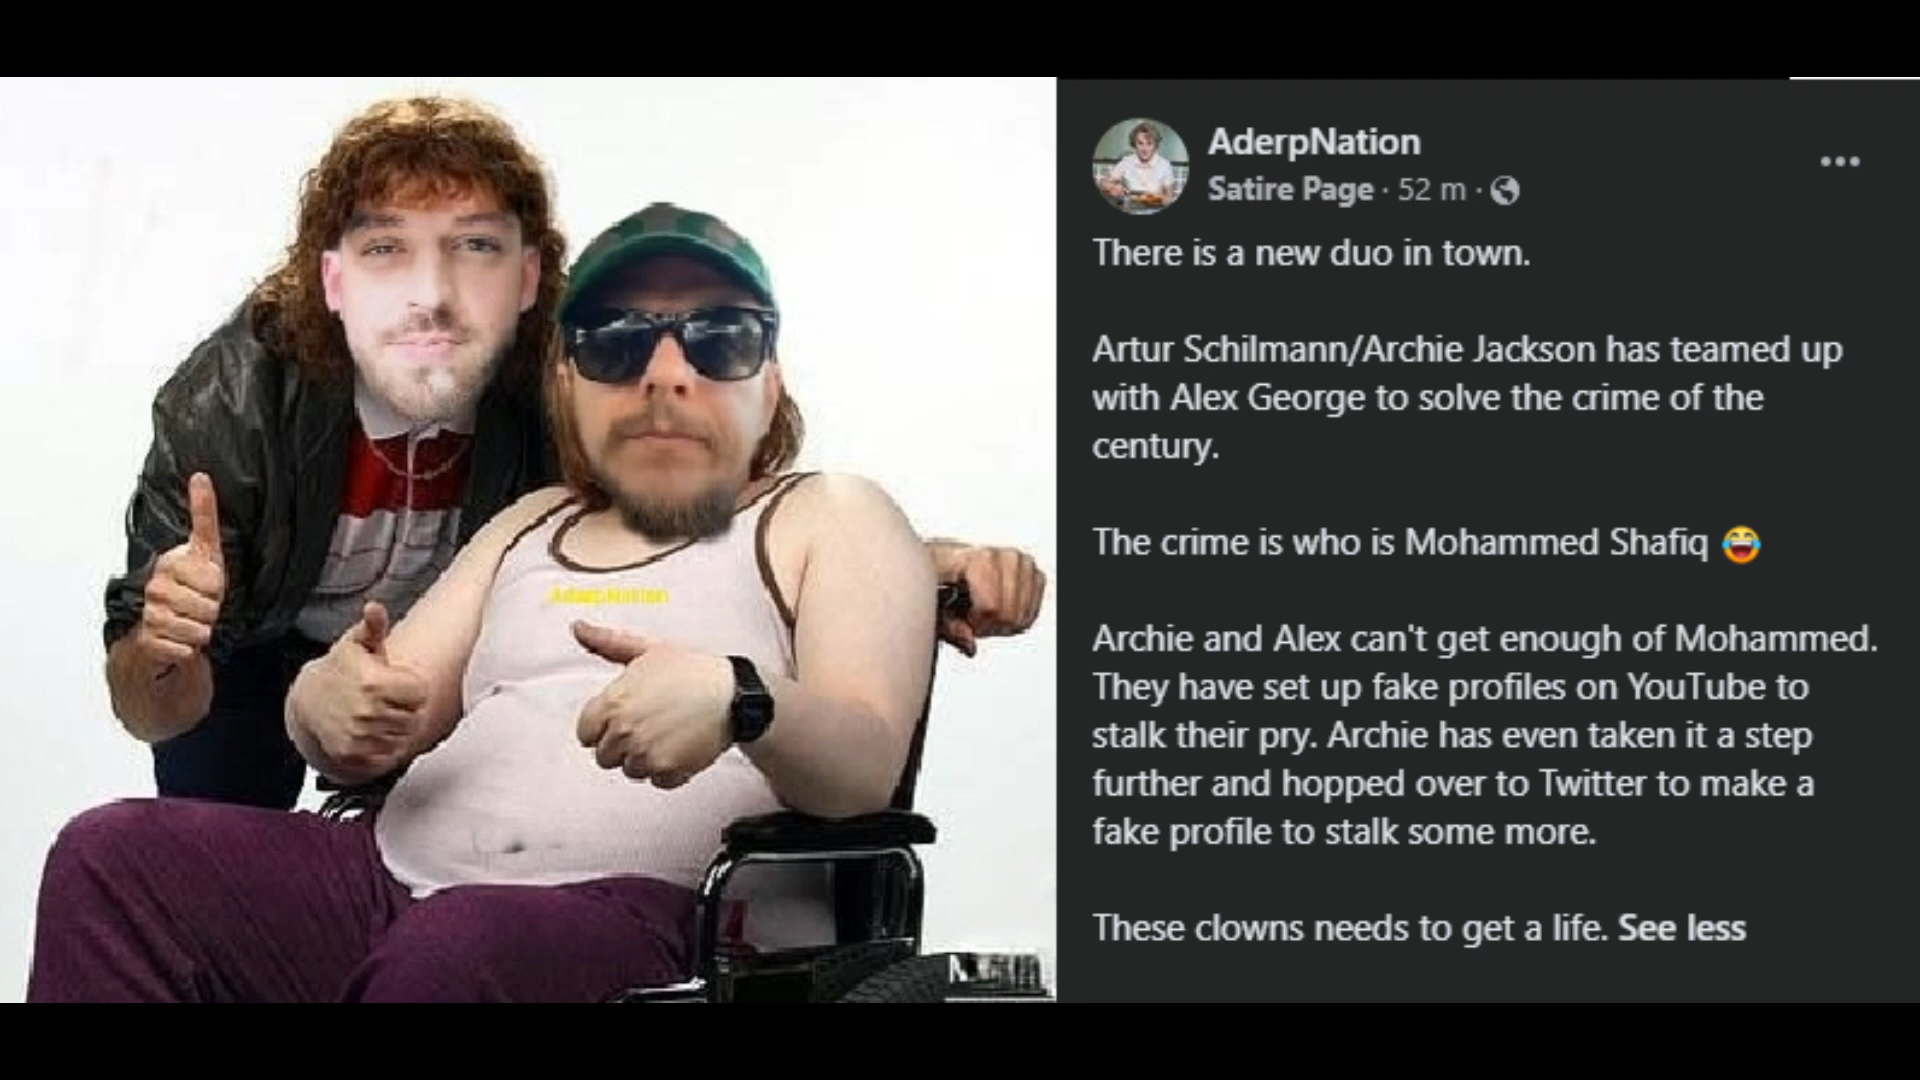 AderpNation
AderpNation
Satire Page · 52 m ·
There is a new duo in town.
Artur Schilmann/Archie Jackson has teamed up
with Alex George to solve the crime of the
century.
The crime is who is Mohammed Shafiq 😂
Archie and Alex can't get enough of Mohammed.
They have set up fake profiles on YouTube to
stalk their pry. Archie has even taken it a step
further and hopped over to Twitter to make a
fake profile to stalk some more.
These clowns needs to get a life. See less